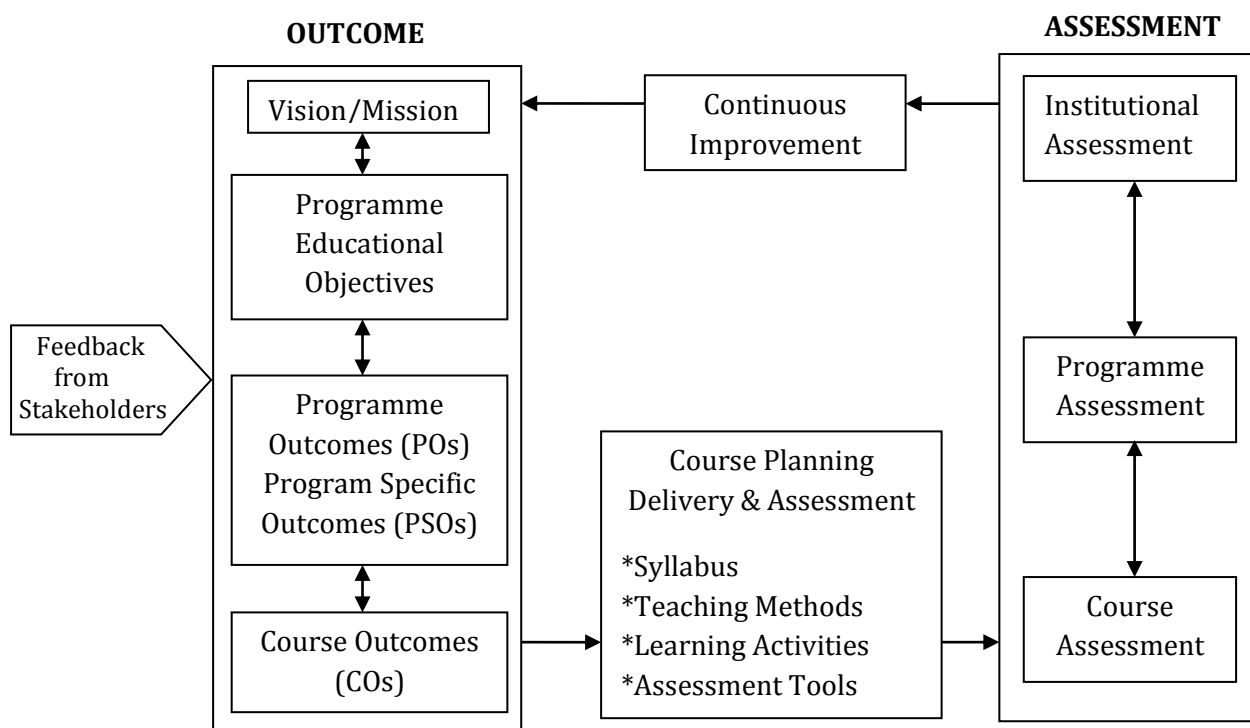 OUTCOME
ASSESSMENT
Vision/Mission
Programme
Educational
Objectives
Programme
Outcomes (POs)
Program Specific
Outcomes (PSOs)
Course Outcomes
(COs)
Feedback
from
Stakeholders
Continuous
Improvement
Course Planning
Delivery & Assessment
*Syllabus
*Teaching Methods
*Learning Activities
*Assessment Tools
Institutional
Assessment
Programme
Assessment
Course
Assessment